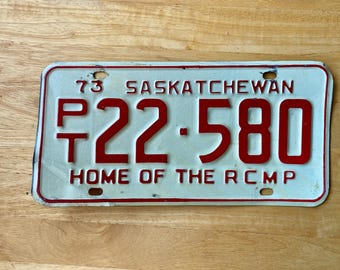 73 SASKATCHEWAN
PT 22·580
HOME OF THE RCMP